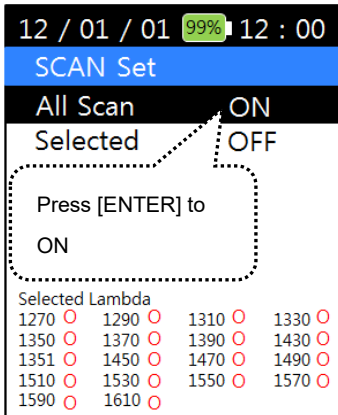 12 / 01 / 01 99% 12 : 00
SCAN Set
All Scan ON
Selected OFF
Press [ENTER] to
ON
Selected Lambda
1270 O 1290 O 1310 O 1330 O
1350 O 1370 O 1390 O 1430 O
1351 O 1450 O 1470 O 1490 O
1510 O 1530 O 1550 O 1570 O
1590 O 1610 O